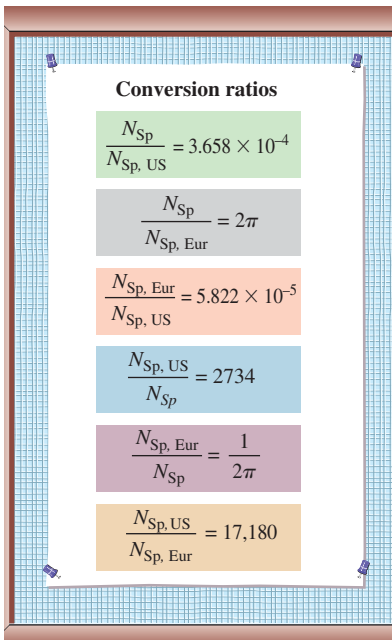 Conversion ratios
N_Sp / N_Sp, US = 3.658 × 10⁻⁴
N_Sp / N_Sp, Eur = 2π
N_Sp, Eur / N_Sp, US = 5.822 × 10⁻⁵
N_Sp, US / N_Sp = 2734
N_Sp, Eur / N_Sp = 1 / 2π
N_Sp, US / N_Sp, Eur = 17,180